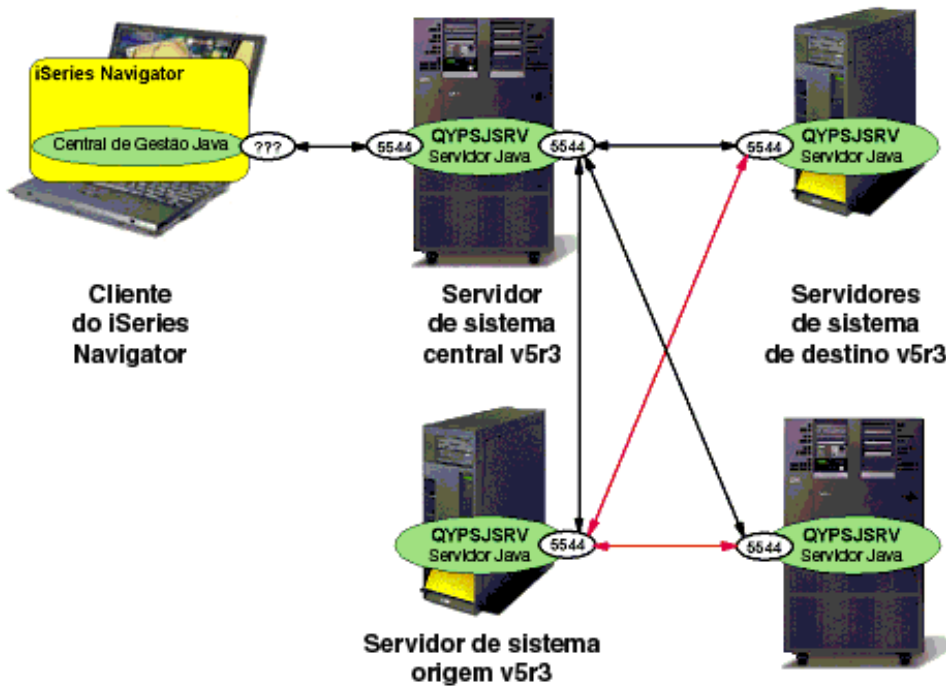 iSeries Navigator
Central de Gestão Java
???
5544
QYPSJSRV
Servidor Java
5544
5544
QYPSJSRV
Servidor Java
Cliente
do iSeries
Navigator
Servidor
de sistema
central v5r3
Servidores
de sistema
de destino v5r3
QYPSJSRV
Servidor Java
5544
5544
QYPSJSRV
Servidor Java
Servidor de sistema
origem v5r3